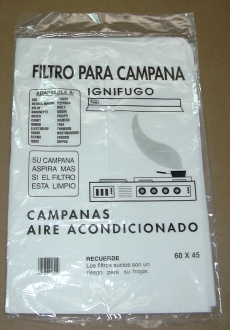 FILTRO PARA CAMPANA
IGNIFUGO
ADAPTABLE A:
SU CAMPANA
ASPIRA MAS
SI EL FILTRO
ESTA LIMPIO
CAMPANAS
AIRE ACONDICIONADO
RECUERDE
Los filtros sucios son un
riesgo para su hogar.
60 X 45